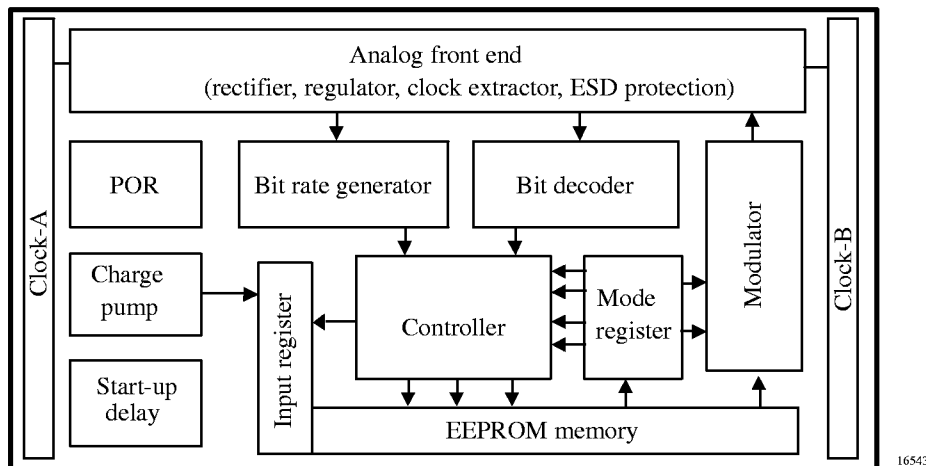 Analog front end
(rectifier, regulator, clock extractor, ESD protection)
Clock-A
POR
Bit rate generator
Bit decoder
Modulator
Clock-B
Charge
pump
Input register
Controller
Mode
register
Start-up
delay
EEPROM memory
16543